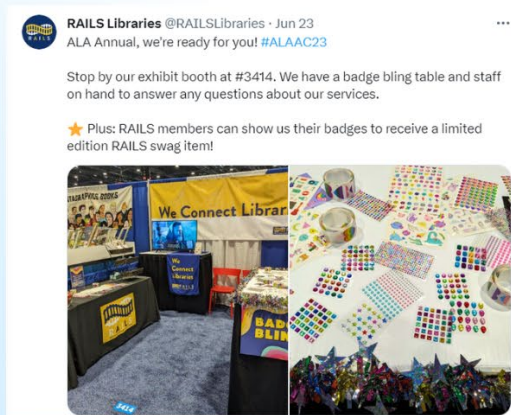 RAILS Libraries @RAILSLibraries · Jun 23
ALA Annual, we're ready for you! #ALAAC23
Stop by our exhibit booth at #3414. We have a badge bling table and staff
on hand to answer any questions about our services.
⭐ Plus: RAILS members can show us their badges to receive a limited
edition RAILS swag item!
RAILS
BOOKS
We Connect Librar
We
Connect
Libraries
RAILS
BADG
BLIN
3414